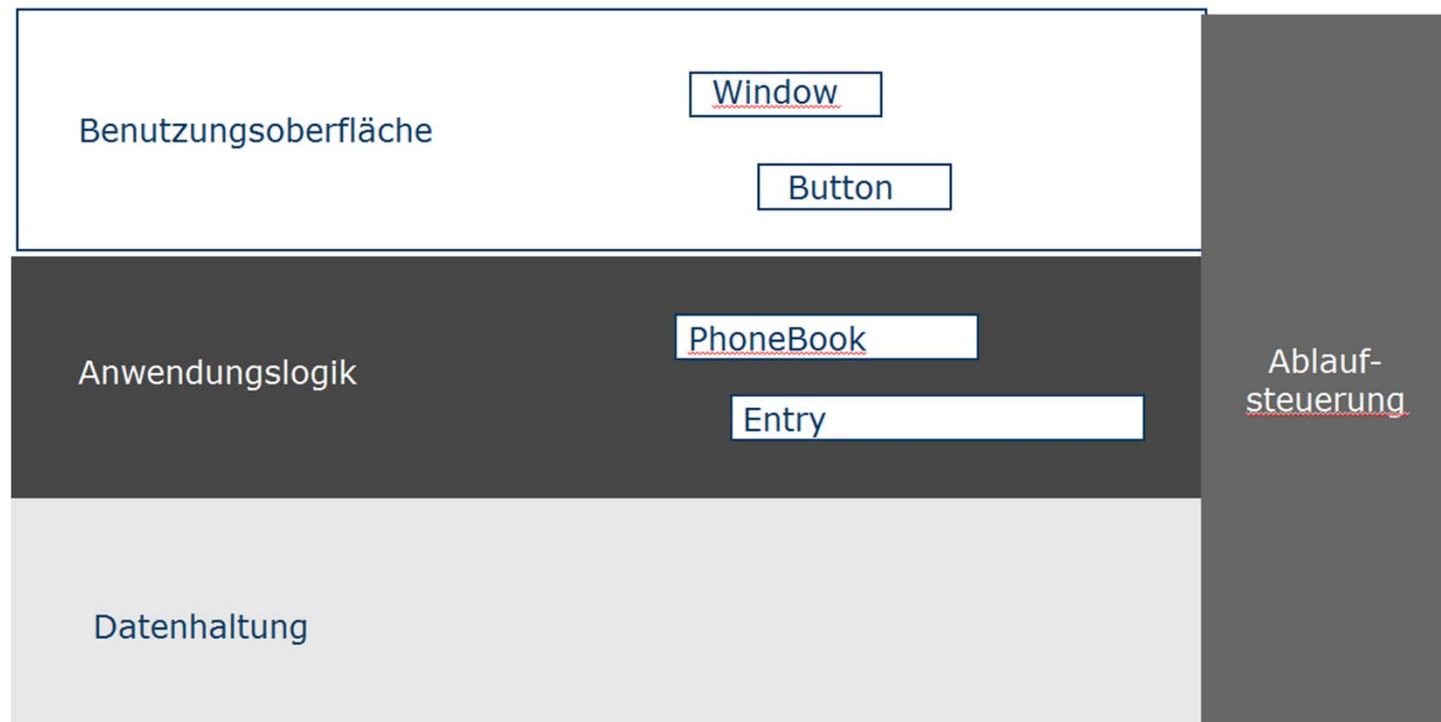 Benutzungsoberfläche
Window
Button
Anwendungslogik
PhoneBook
Entry
Ablauf-
steuerung
Datenhaltung